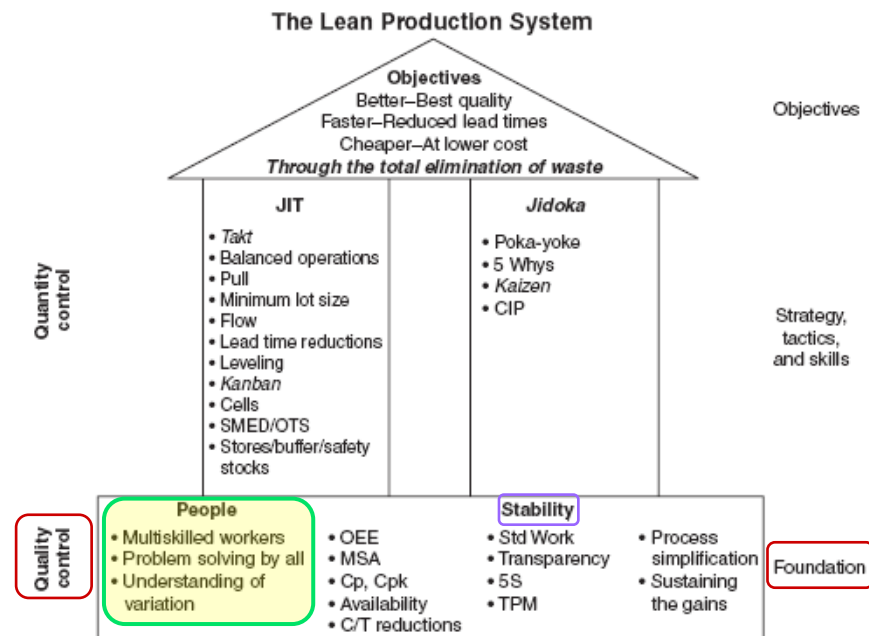 The Lean Production System
Objectives
Better–Best quality
Faster–Reduced lead times
Cheaper–At lower cost
Through the total elimination of waste
Objectives
Quantity
control
JIT
• Takt
• Balanced operations
• Pull
• Minimum lot size
• Flow
• Lead time reductions
• Leveling
• Kanban
• Cells
• SMED/OTS
• Stores/buffer/safety
stocks
Jidoka
• Poka-yoke
• 5 Whys
• Kaizen
• CIP
Strategy,
tactics,
and skills
Quality
control
People
• Multiskilled workers
• Problem solving by all
• Understanding of
variation
• OEE
• MSA
• Cp, Cpk
• Availability
• C/T reductions
Stability
• Std Work
• Transparency
• 5S
• TPM
• Process
simplification
• Sustaining
the gains
Foundation